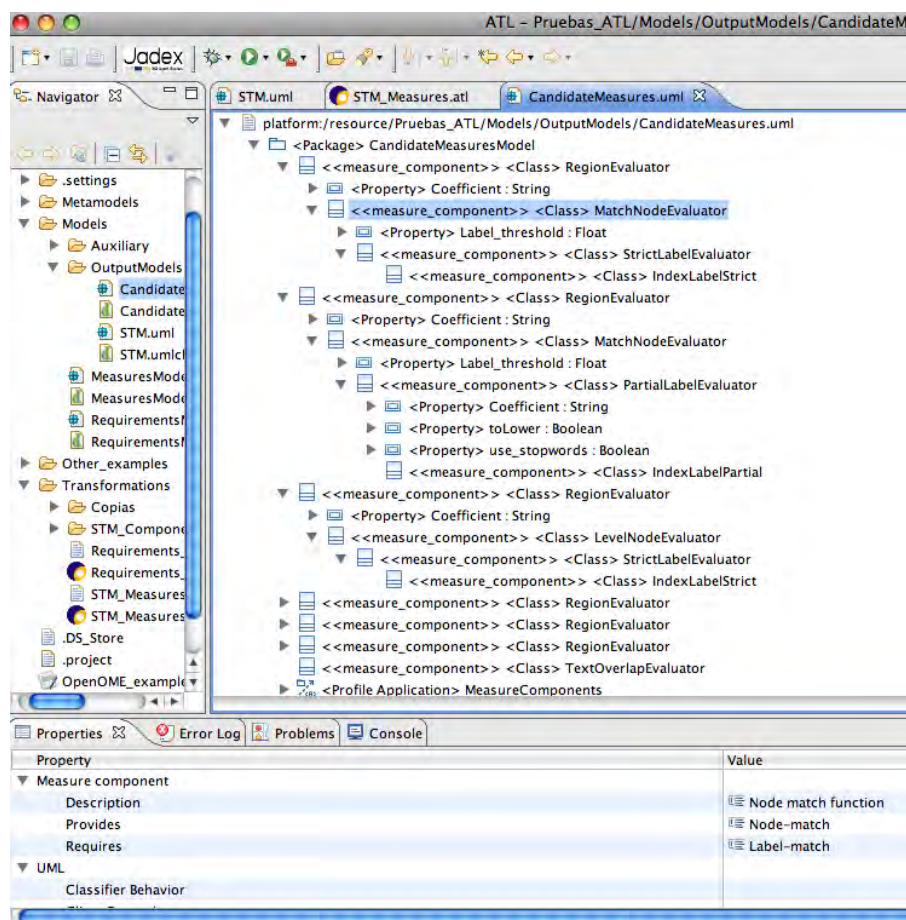 ATL - Pruebas_ATL/Models/OutputModels/CandidateM
Jadex
Navigator
STM.uml
STM_Measures.atl
CandidateMeasures.uml
.settings
Metamodels
Models
Auxiliary
OutputModels
Candidate
Candidate
STM.uml
STM.umlcl
MeasuresMode
MeasuresMode
Requirements
Requirements
Other_examples
Transformations
Copias
STM_Compone
Requirements_
Requirements_
STM_Measures
STM_Measures
.DS_Store
.project
OpenOME_example
platform:/resource/Pruebas_ATL/Models/OutputModels/CandidateMeasures.uml
<Package> CandidateMeasuresModel
<<measure_component>> <Class> RegionEvaluator
<Property> Coefficient : String
<<measure_component>> <Class> MatchNodeEvaluator
<Property> Label_threshold : Float
<<measure_component>> <Class> StrictLabelEvaluator
<<measure_component>> <Class> IndexLabelStrict
<<measure_component>> <Class> RegionEvaluator
<Property> Coefficient : String
<<measure_component>> <Class> MatchNodeEvaluator
<Property> Label_threshold : Float
<<measure_component>> <Class> PartialLabelEvaluator
<Property> Coefficient : String
<Property> toLower : Boolean
<Property> use_stopwords : Boolean
<<measure_component>> <Class> IndexLabelPartial
<<measure_component>> <Class> RegionEvaluator
<Property> Coefficient : String
<<measure_component>> <Class> LevelNodeEvaluator
<<measure_component>> <Class> StrictLabelEvaluator
<<measure_component>> <Class> IndexLabelStrict
<<measure_component>> <Class> RegionEvaluator
<<measure_component>> <Class> RegionEvaluator
<<measure_component>> <Class> RegionEvaluator
<<measure_component>> <Class> TextOverlapEvaluator
<Profile Application> MeasureComponents
Properties
Error Log
Problems
Console
Property Value
Measure component
Description Node match function
Provides Node-match
Requires Label-match
UML
Classifier Behavior